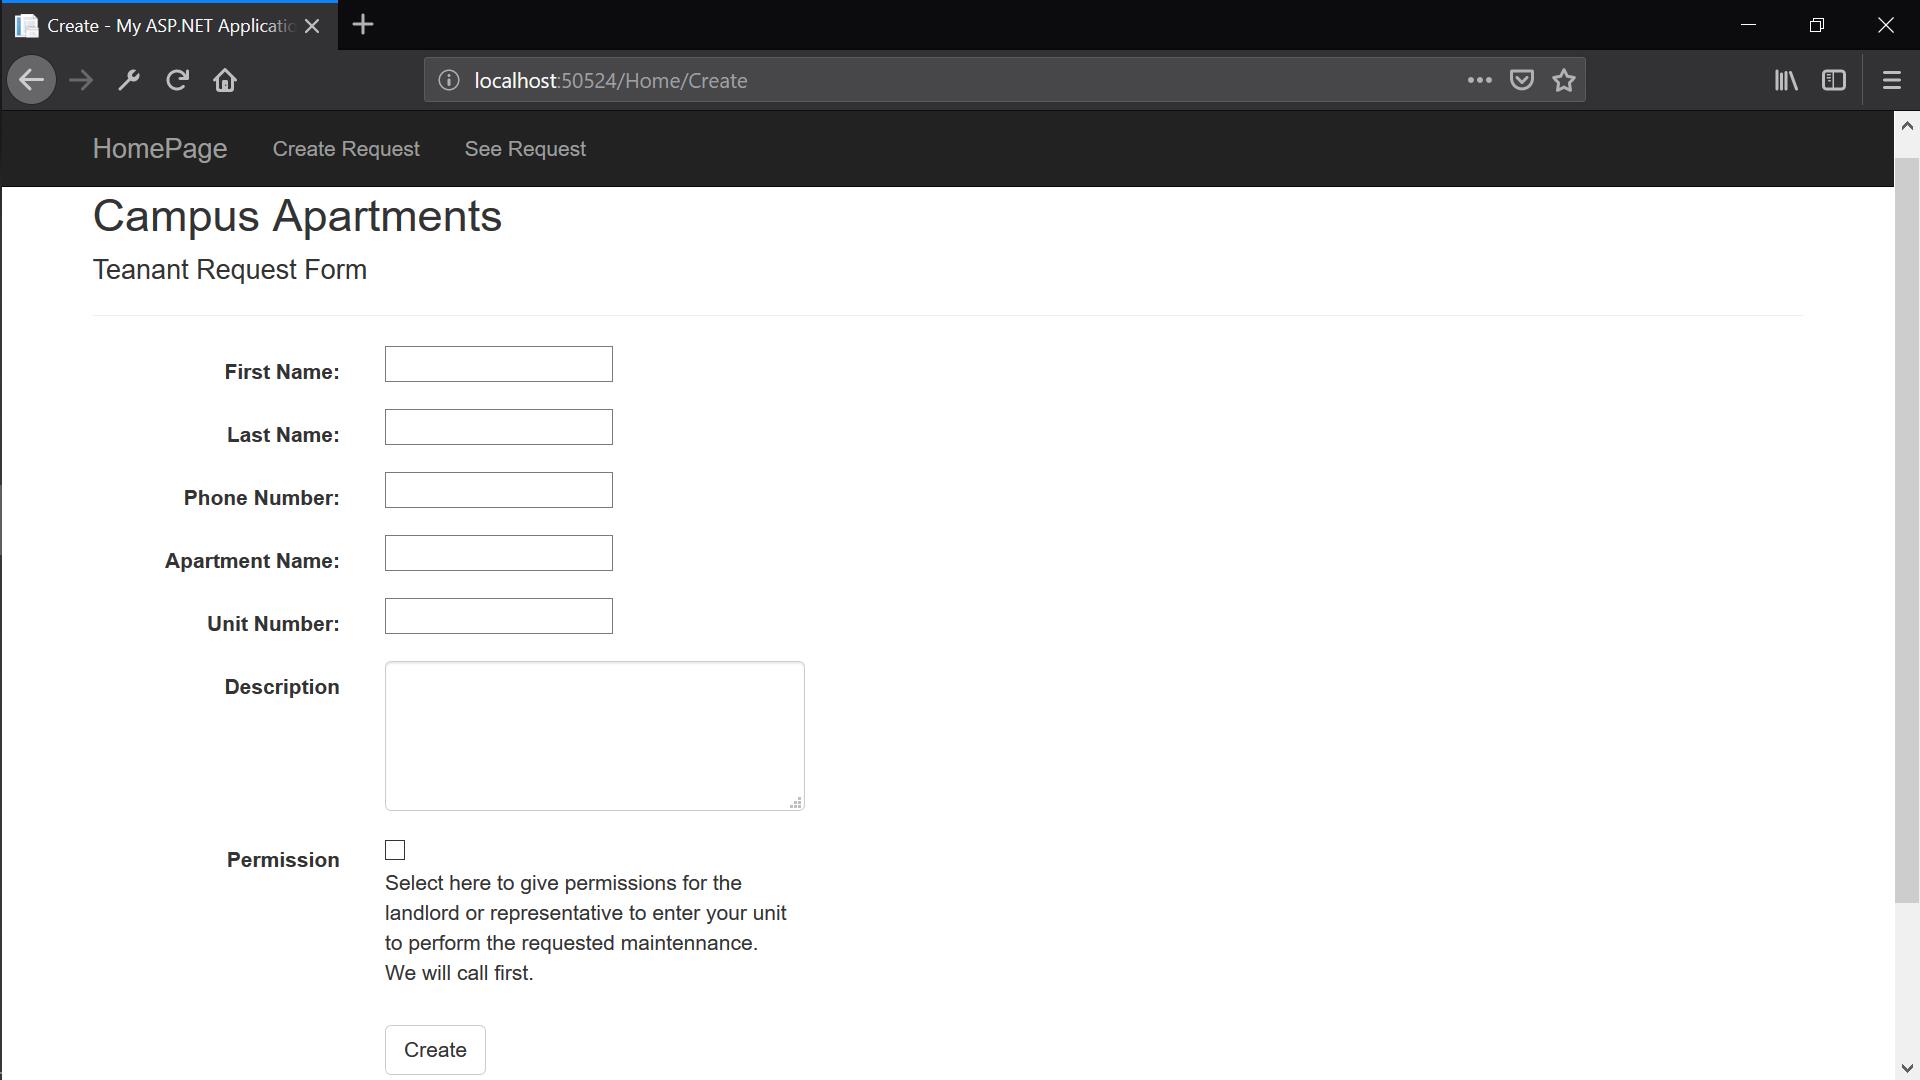 Create - My ASP.NET Applicatio
localhost:50524/Home/Create
HomePage Create Request See Request
Campus Apartments
Teanant Request Form
First Name:
Last Name:
Phone Number:
Apartment Name:
Unit Number:
Description
Permission
Select here to give permissions for the
landlord or representative to enter your unit
to perform the requested maintennance.
We will call first.
Create